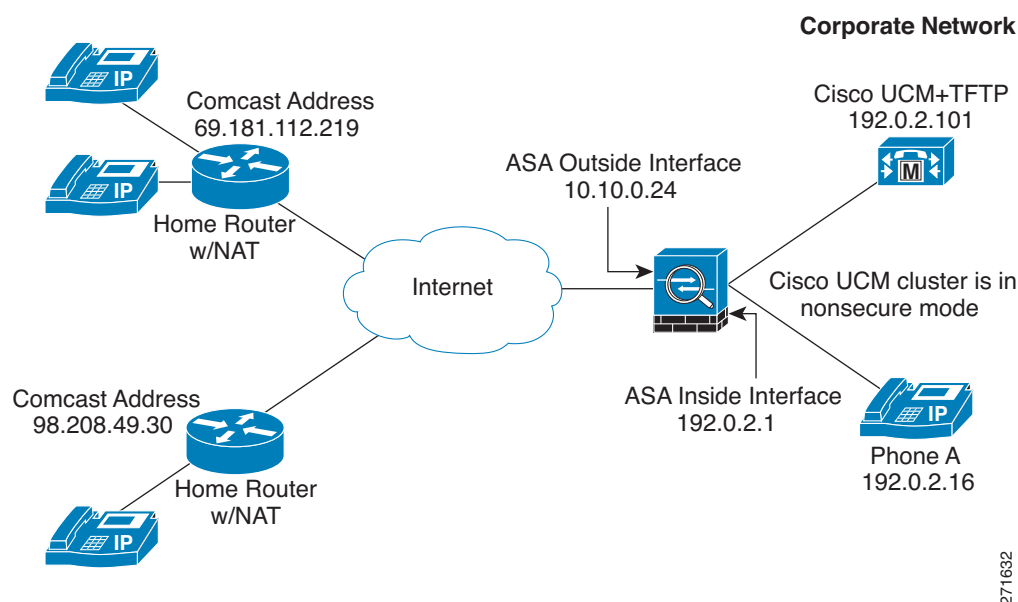 Corporate Network
IP
Comcast Address
69.181.112.219
IP
Home Router
w/NAT
Internet
ASA Outside Interface
10.10.0.24
Cisco UCM+TFTP
192.0.2.101
M
Cisco UCM cluster is in
nonsecure mode
ASA Inside Interface
192.0.2.1
IP
Phone A
192.0.2.16
Comcast Address
98.208.49.30
Home Router
w/NAT
IP
271632